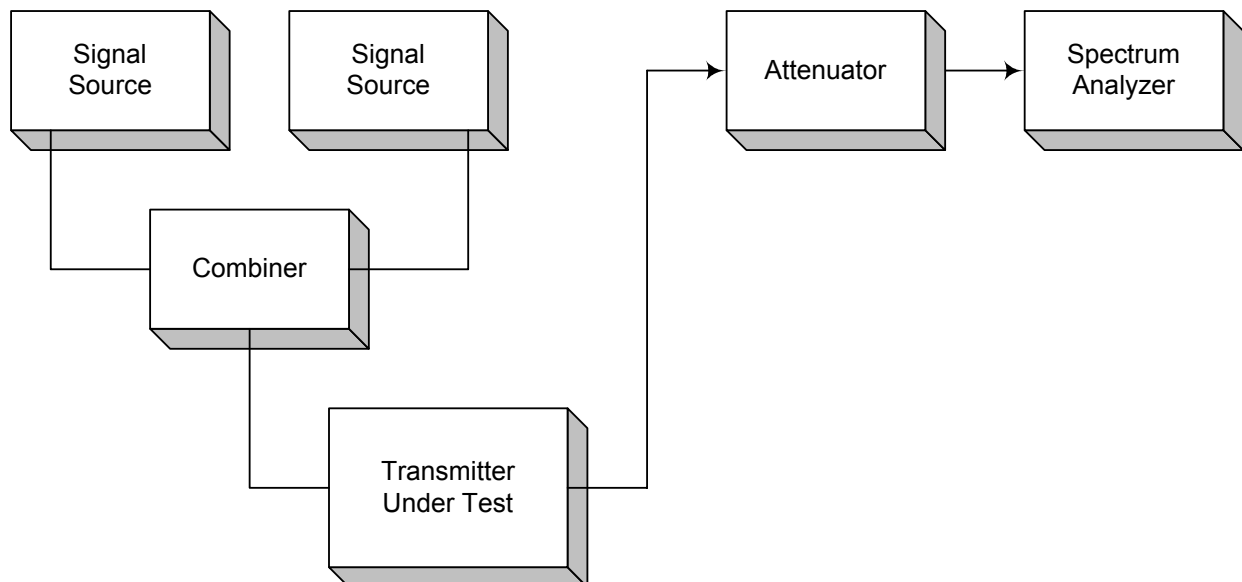 Signal
Source
Signal
Source
Attenuator
Spectrum
Analyzer
Combiner
Transmitter
Under Test